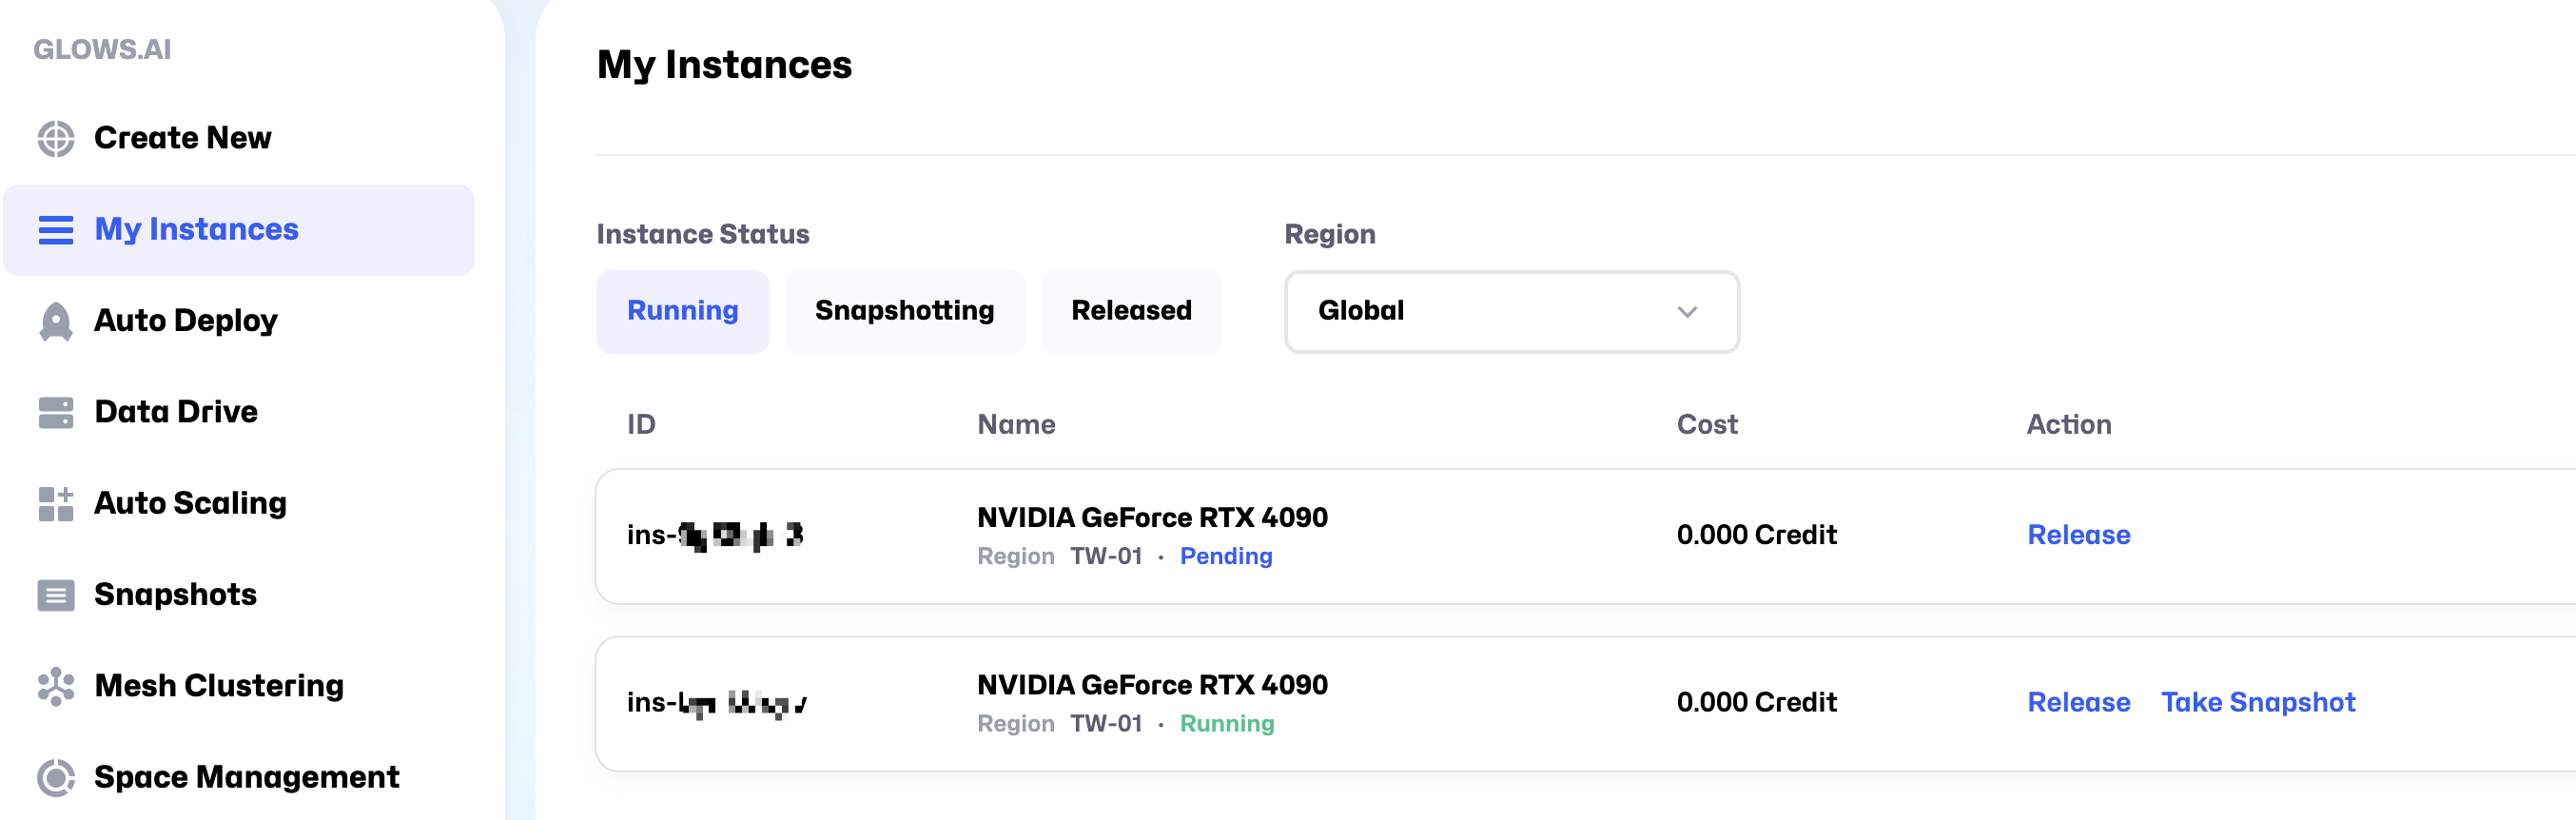 GLOWS.AI
Create New
My Instances
Auto Deploy
Data Drive
Auto Scaling
Snapshots
Mesh Clustering
Space Management
My Instances
Instance Status
Region
Running Snapshotting Released
Global
ID Name Cost Action
ins-
NVIDIA GeForce RTX 4090
Region TW-01 · Pending
0.000 Credit
Release
ins-
NVIDIA GeForce RTX 4090
Region TW-01 · Running
0.000 Credit
Release Take Snapshot